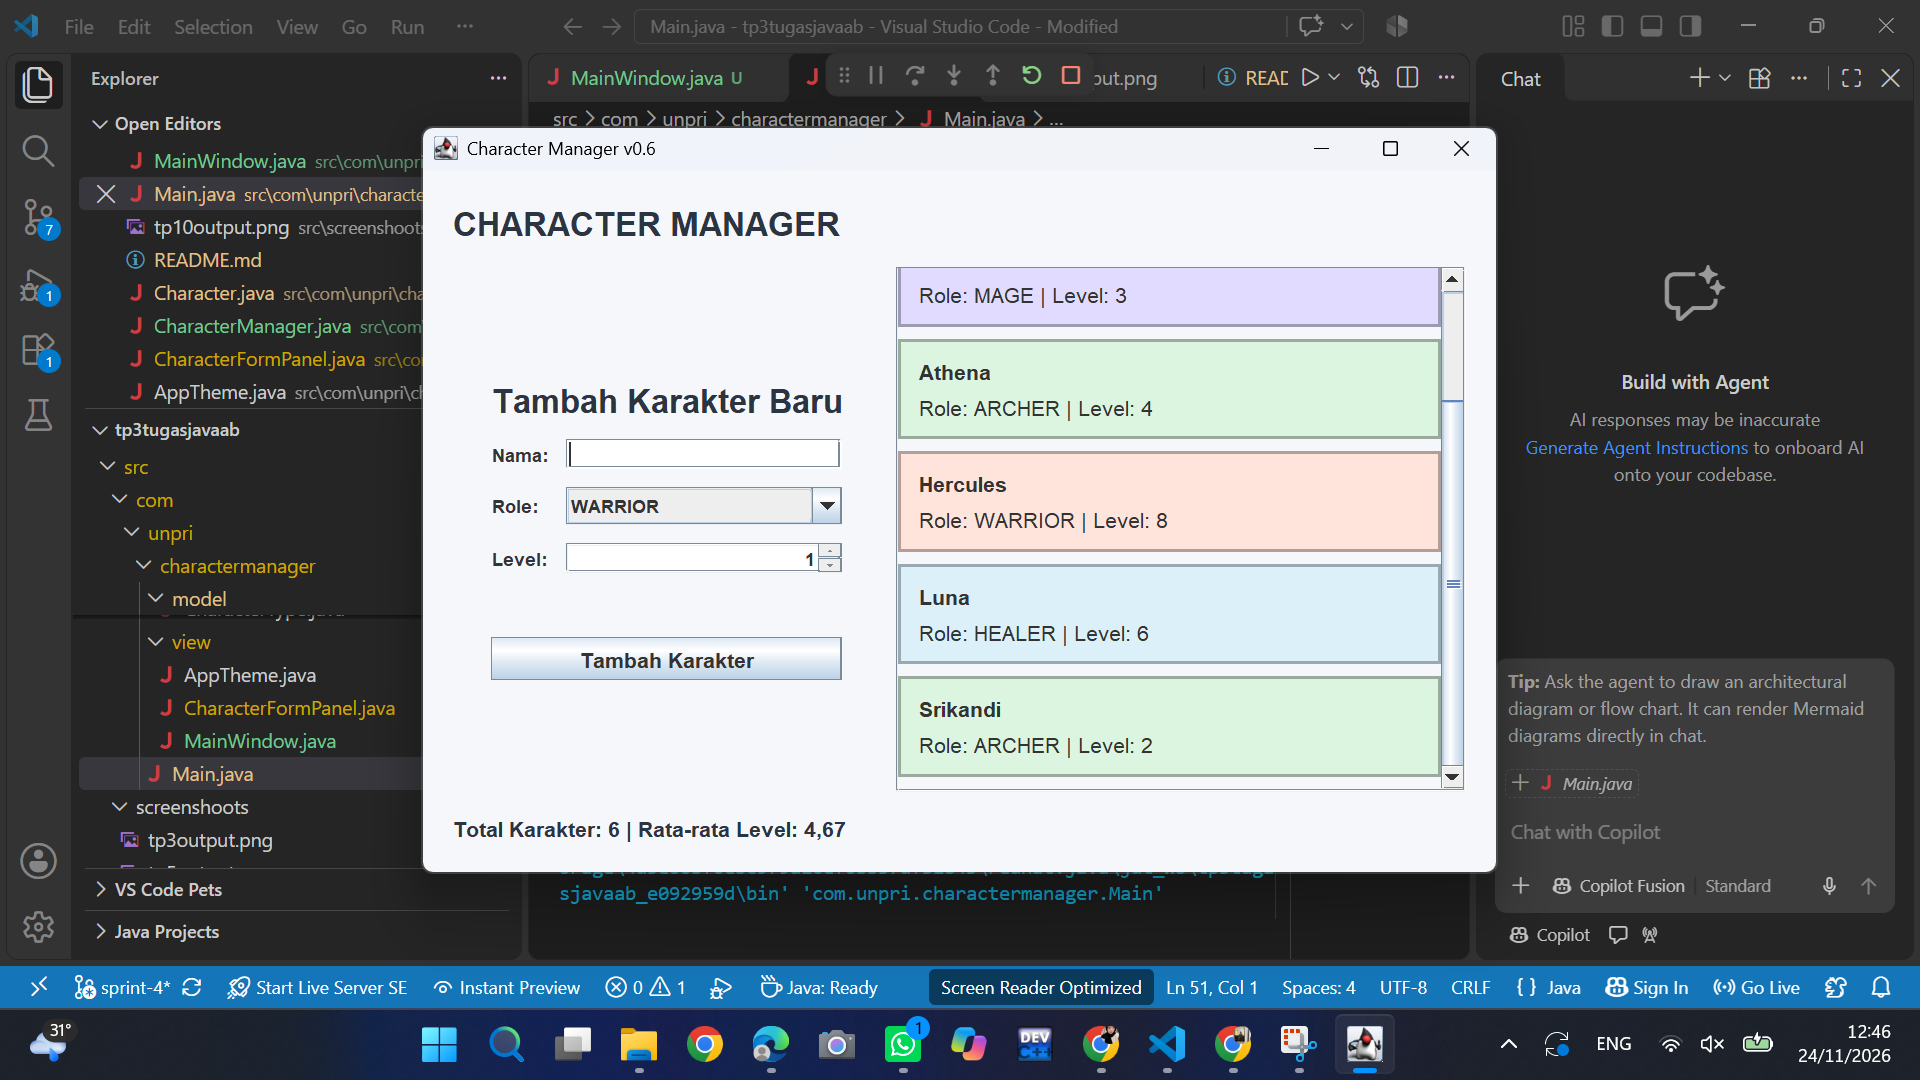 File Edit Selection View Go Run ···
Main.java - tp3tugasjavaab - Visual Studio Code - Modified
Explorer
Open Editors
MainWindow.java src\com\unpri
Main.java src\com\unpri\characte
tp10output.png src\screenshoots
README.md
Character.java src\com\unpri\cha
CharacterManager.java src\com\
CharacterFormPanel.java src\co
AppTheme.java src\com\unpri\c
tp3tugasjavaab
src
com
unpri
charactermanager
model
view
AppTheme.java
CharacterFormPanel.java
MainWindow.java
Main.java
screenshoots
tp3output.png
VS Code Pets
Java Projects
7
1
1
MainWindow.java U
out.png
READ
src > com > unpri > charactermanager > Main.java > ...
Character Manager v0.6
CHARACTER MANAGER
Tambah Karakter Baru
Nama:
Role: WARRIOR
Level: 1
Tambah Karakter
Role: MAGE | Level: 3
Athena
Role: ARCHER | Level: 4
Hercules
Role: WARRIOR | Level: 8
Luna
Role: HEALER | Level: 6
Srikandi
Role: ARCHER | Level: 2
Total Karakter: 6 | Rata-rata Level: 4,67
sjavaab_e092959d\bin' 'com.unpri.charactermanager.Main'
Chat
Build with Agent
AI responses may be inaccurate
Generate Agent Instructions to onboard AI
onto your codebase.
Tip: Ask the agent to draw an architectural
diagram or flow chart. It can render Mermaid
diagrams directly in chat.
Main.java
Chat with Copilot
Copilot Fusion Standard
Copilot
sprint-4* Start Live Server SE Instant Preview 0 1 Java: Ready Screen Reader Optimized Ln 51, Col 1 Spaces: 4 UTF-8 CRLF { } Java Sign In Go Live
31°
1
DEV C++
ENG
12:46
24/11/2026